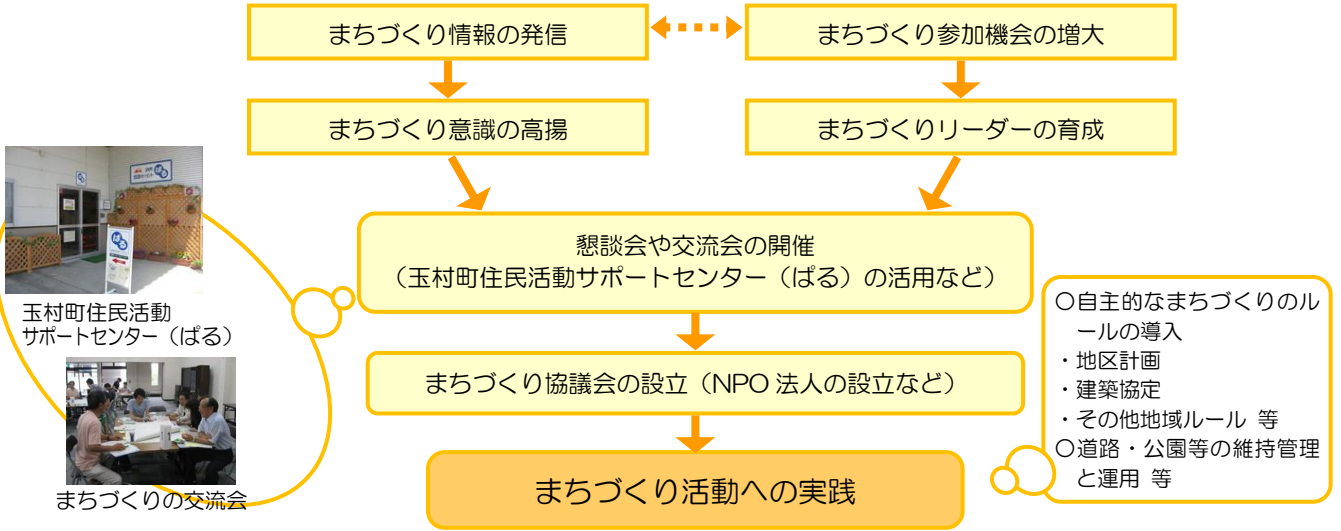 まちづくり情報の発信
まちづくり参加機会の増大
まちづくり意識の高揚
まちづくりリーダーの育成
懇談会や交流会の開催
（玉村町住民活動サポートセンター（ぱる）の活用など）
玉村町住民活動
サポートセンター（ぱる）
まちづくりの交流会
まちづくり協議会の設立（NPO 法人の設立など）
まちづくり活動への実践
〇自主的なまちづくりのル
ールの導入
・地区計画
・建築協定
・その他地域ルール 等
〇道路・公園等の維持管理
と運用 等
ぱる
ぱる